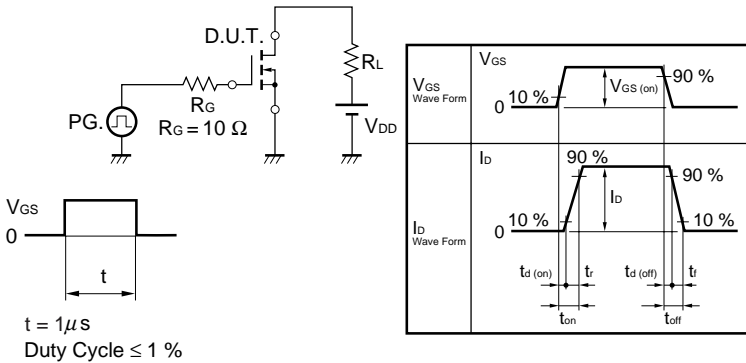 D.U.T.
RL
RG
PG.
RG = 10 Ω
VDD
VGS
0
t
t = 1μs
Duty Cycle ≤ 1 %
VGS
Wave Form
VGS
VGS (on)
10 %
90 %
0
ID
Wave Form
ID
90 %
90 %
ID
10 %
10 %
0
td (on)
tr
td (off)
tf
ton
toff